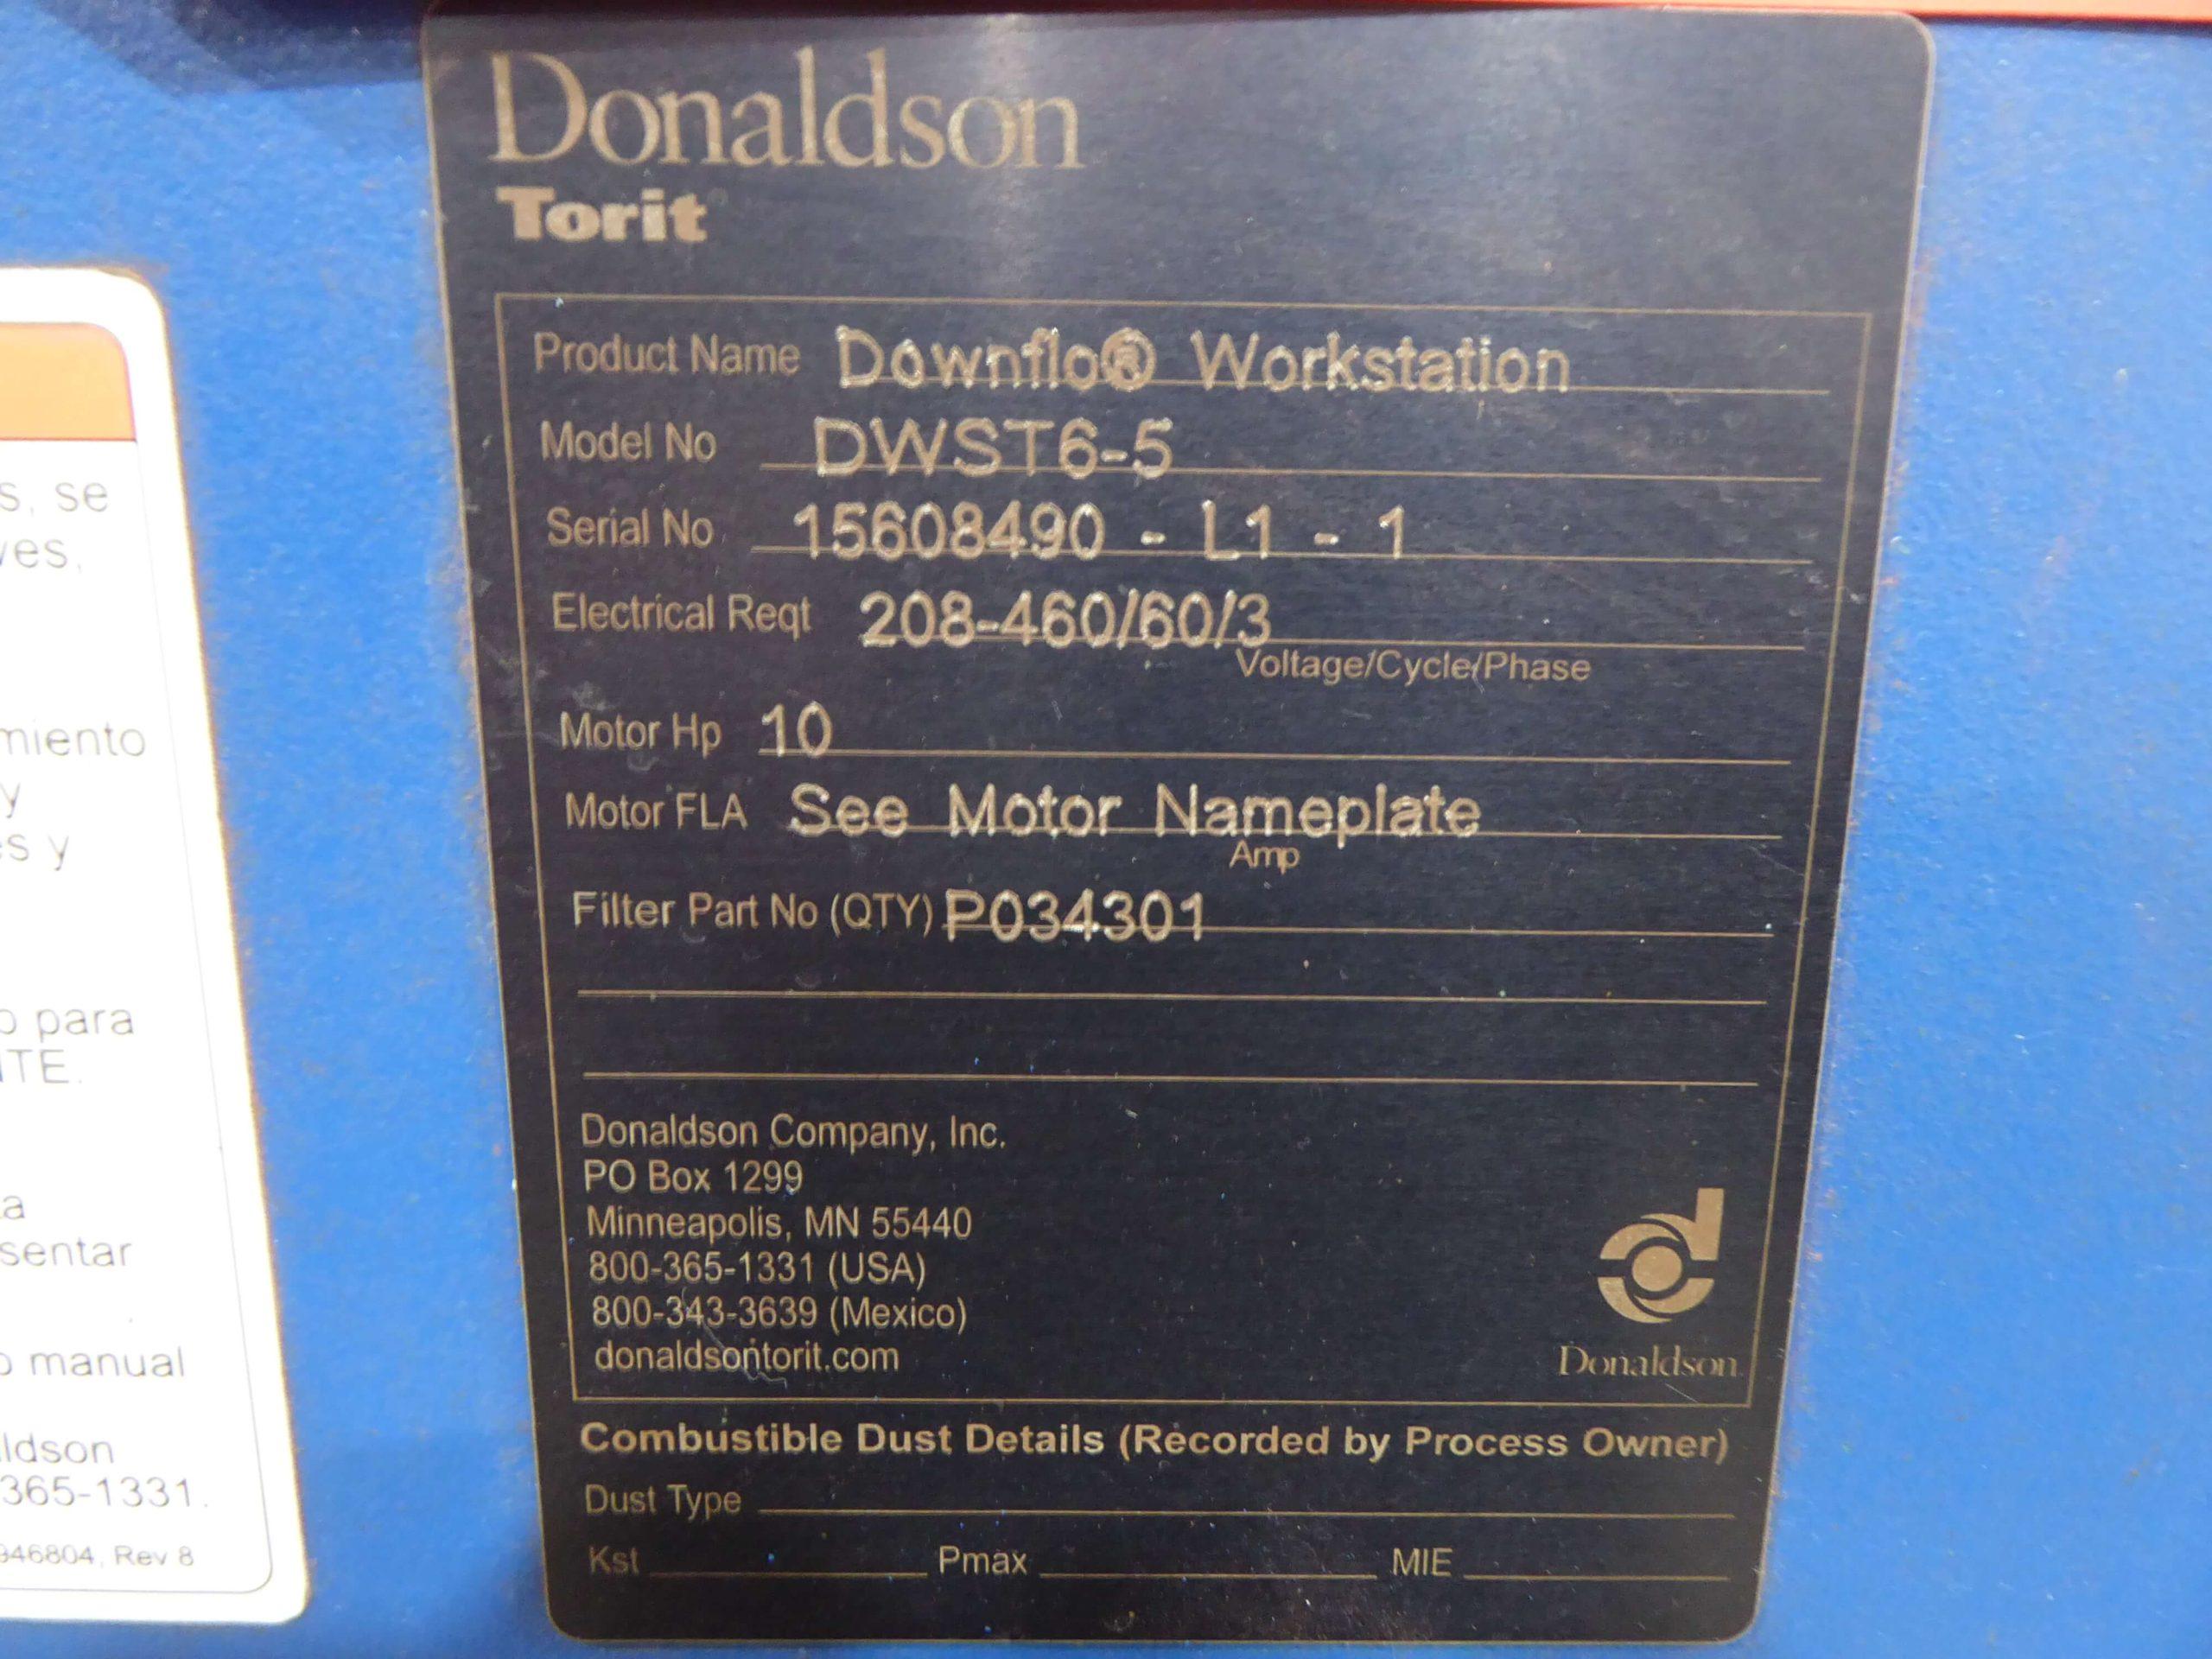 Donaldson
Torit
Product Name Downflo® Workstation
Model No DWST6-5
Serial No 15608490 - L1 - 1
Electrical Reqt 208-460/60/3
Voltage/Cycle/Phase
Motor Hp 10
Motor FLA See Motor Nameplate
Amp
Filter Part No (QTY) P034301
Donaldson Company, Inc.
PO Box 1299
Minneapolis, MN 55440
800-365-1331 (USA)
800-343-3639 (Mexico)
donaldsontorit.com
Donaldson
Combustible Dust Details (Recorded by Process Owner)
Dust Type
Kst Pmax MIE
s, se
ves,
miento
y
es y
o para
ITE.
a
sentar
o manual
ldson
365-1331.
946804, Rev 8